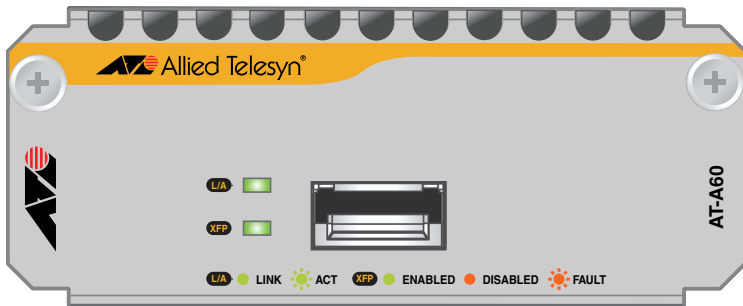 Allied Telesyn®
L/A
XFP
AT-A60
L/A LINK ACT XFP ENABLED DISABLED FAULT